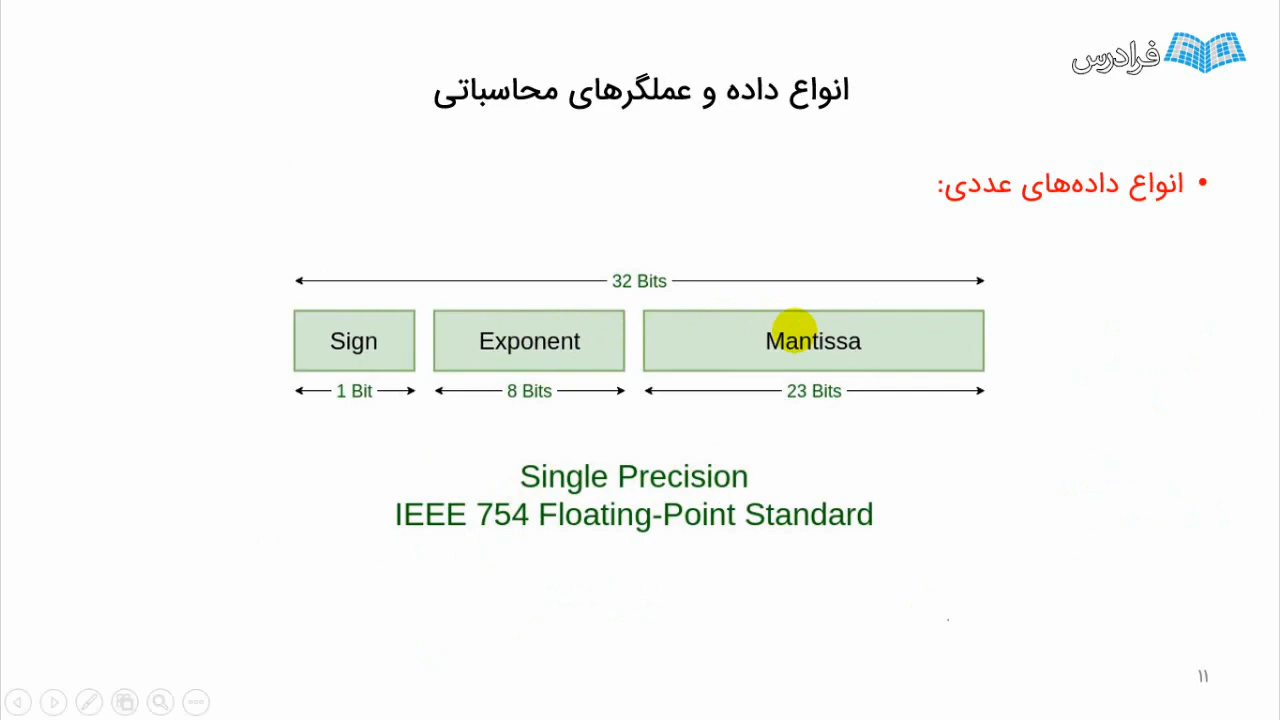 فرادرس
انواع داده و عملگرهای محاسباتی
• انواع داده‌های عددی:
32 Bits
Sign
Exponent
Mantissa
1 Bit
8 Bits
23 Bits
Single Precision
IEEE 754 Floating-Point Standard
۱۱